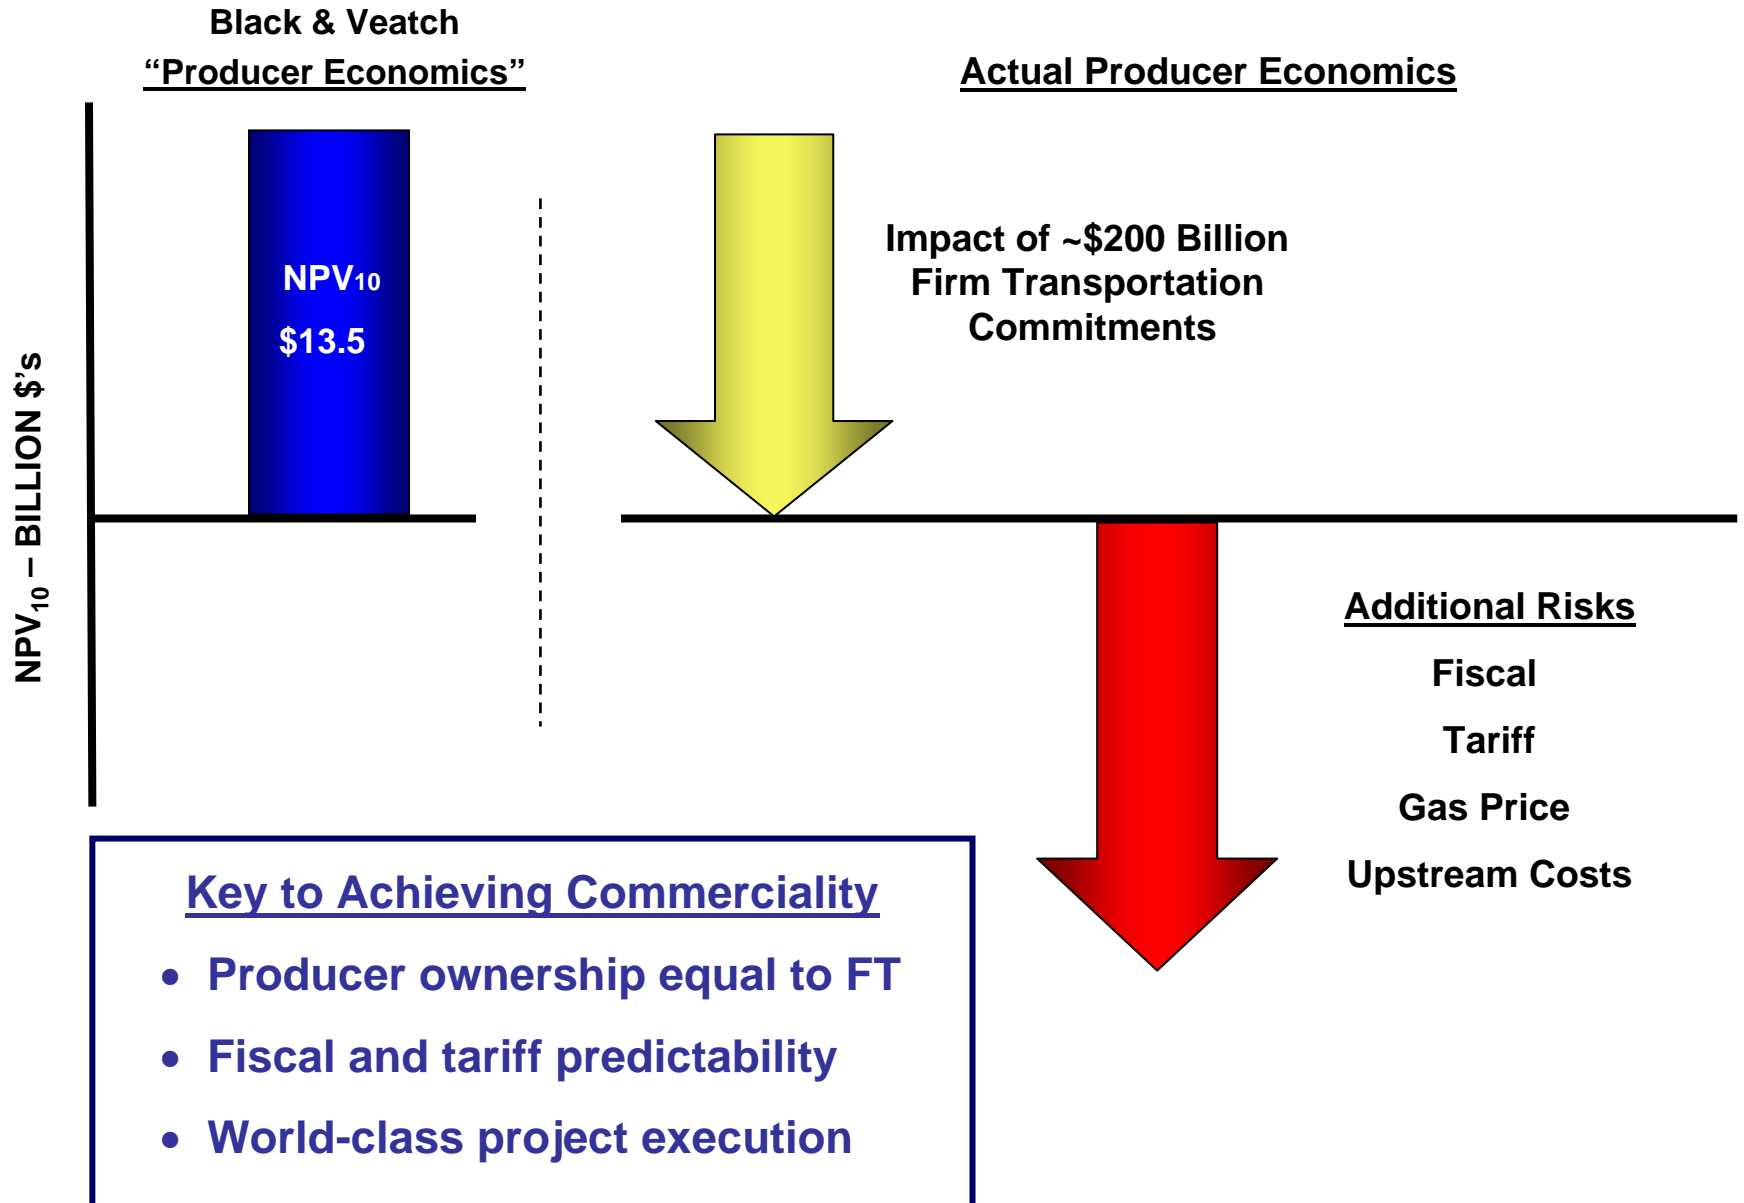 Black & Veatch
“Producer Economics”
Actual Producer Economics
NPV₁₀ – BILLION $’s
NPV₁₀
$13.5
Impact of ~$200 Billion
Firm Transportation
Commitments
Additional Risks
Fiscal
Tariff
Gas Price
Upstream Costs
Key to Achieving Commerciality
• Producer ownership equal to FT
• Fiscal and tariff predictability
• World-class project execution